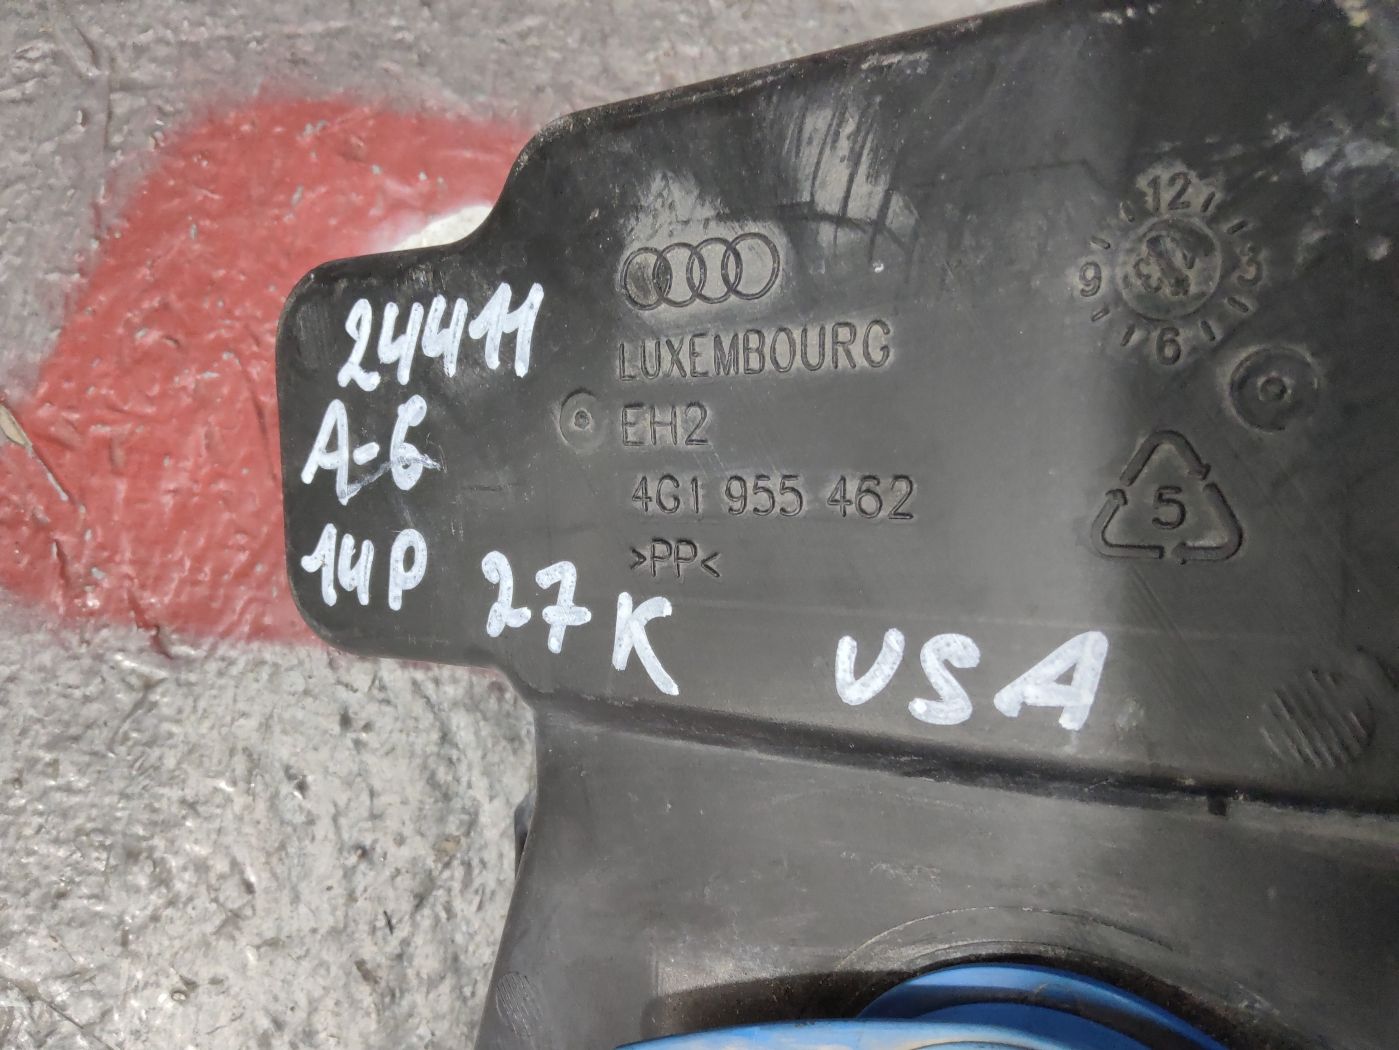 24411
A-6
14P
27K
USA
LUXEMBOURG
EH2
4G1 955 462
>PP<
12
9
3
6
5